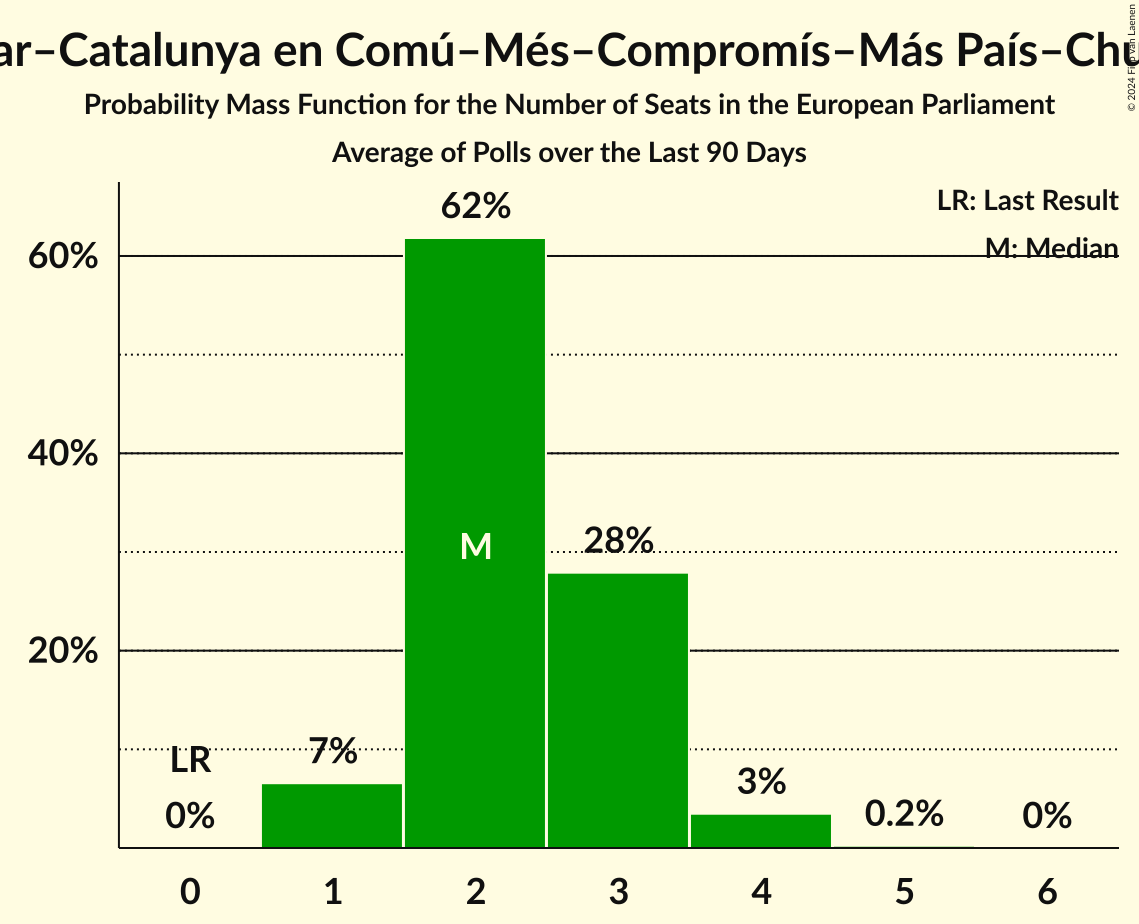 ar–Catalunya en Comú–Més–Compromís–Más País–Chu
Probability Mass Function for the Number of Seats in the European Parliament
Average of Polls over the Last 90 Days
© 2024 Filip van Laenen
LR: Last Result
M: Median
60%
40%
20%
62%
M
28%
LR
7%
0%
3%
0.2%
0%
0 1 2 3 4 5 6